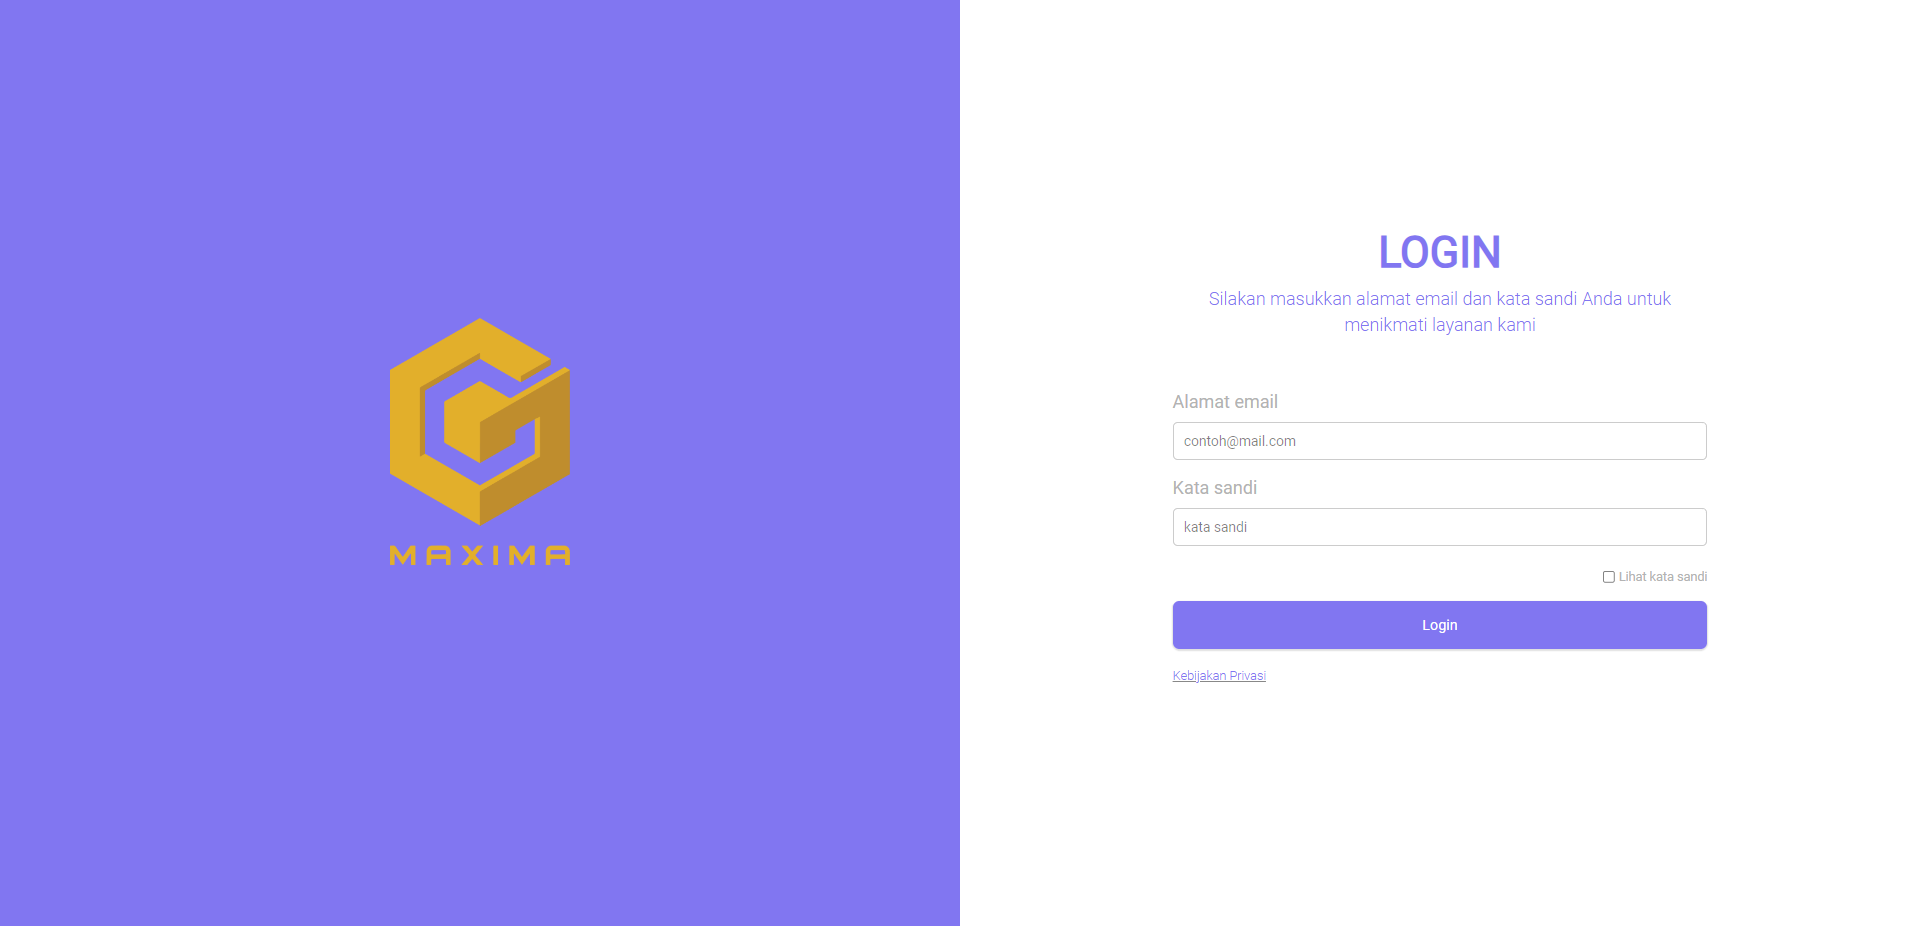 MAXIMA
LOGIN
Silakan masukkan alamat email dan kata sandi Anda untuk
menikmati layanan kami
Alamat email
contoh@mail.com
Kata sandi
kata sandi
Lihat kata sandi
Login
Kebijakan Privasi